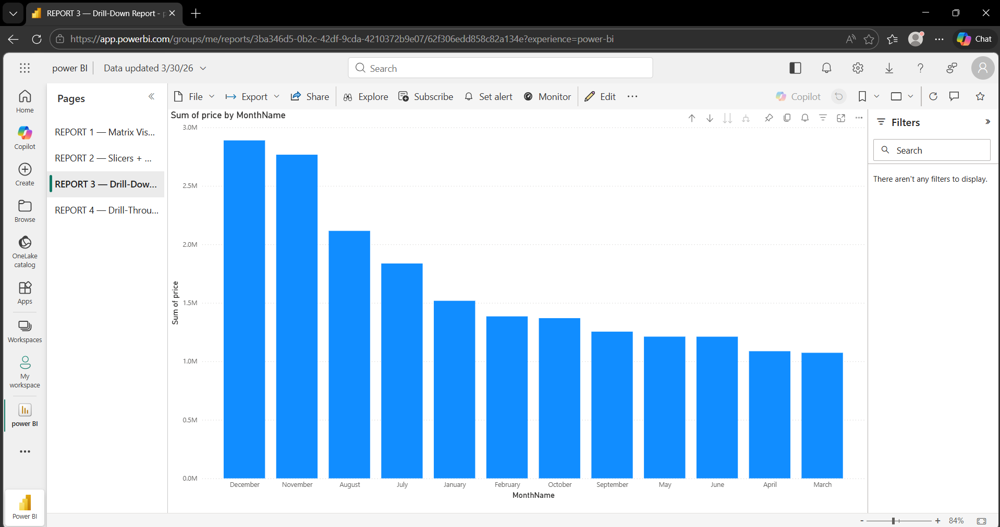 REPORT 3 — Drill-Down Report -
https://app.powerbi.com/groups/me/reports/3ba346d5-0b2c-42df-9cda-4210372b9e07/62f306edd858c82a134e?experience=power-bi
Chat
power BI
Data updated 3/30/26
Search
Home
Copilot
Create
Browse
OneLake
catalog
Apps
Workspaces
My
workspace
power BI
Power BI
Pages
REPORT 1 — Matrix Vis...
REPORT 2 — Slicers + ...
REPORT 3 — Drill-Dow...
REPORT 4 — Drill-Throu...
File
Export
Share
Explore
Subscribe
Set alert
Monitor
Edit
Copilot
Sum of price by MonthName
3.0M
2.5M
2.0M
1.5M
1.0M
0.5M
0.0M
Sum of price
December
November
August
July
January
February
October
September
May
June
April
March
MonthName
Filters
Search
There aren't any filters to display.
- + 84%